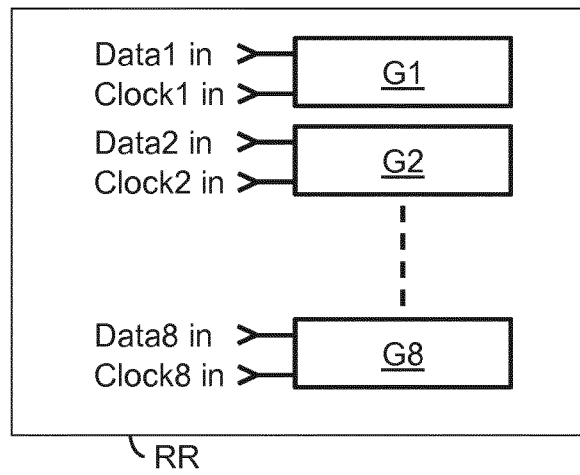 Data1 in
Clock1 in
G1
Data2 in
Clock2 in
G2
Data8 in
Clock8 in
G8
RR